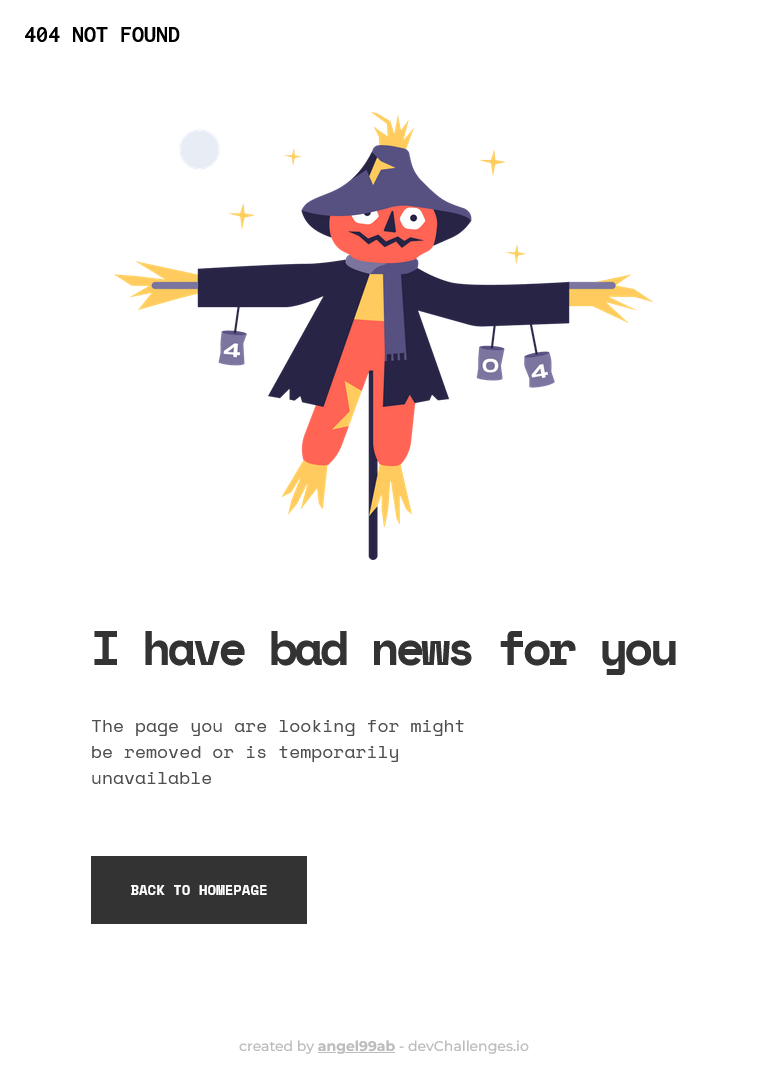 404 NOT FOUND
4
0
4
I have bad news for you
The page you are looking for might
be removed or is temporarily
unavailable
BACK TO HOMEPAGE
created by angel99ab - devChallenges.io